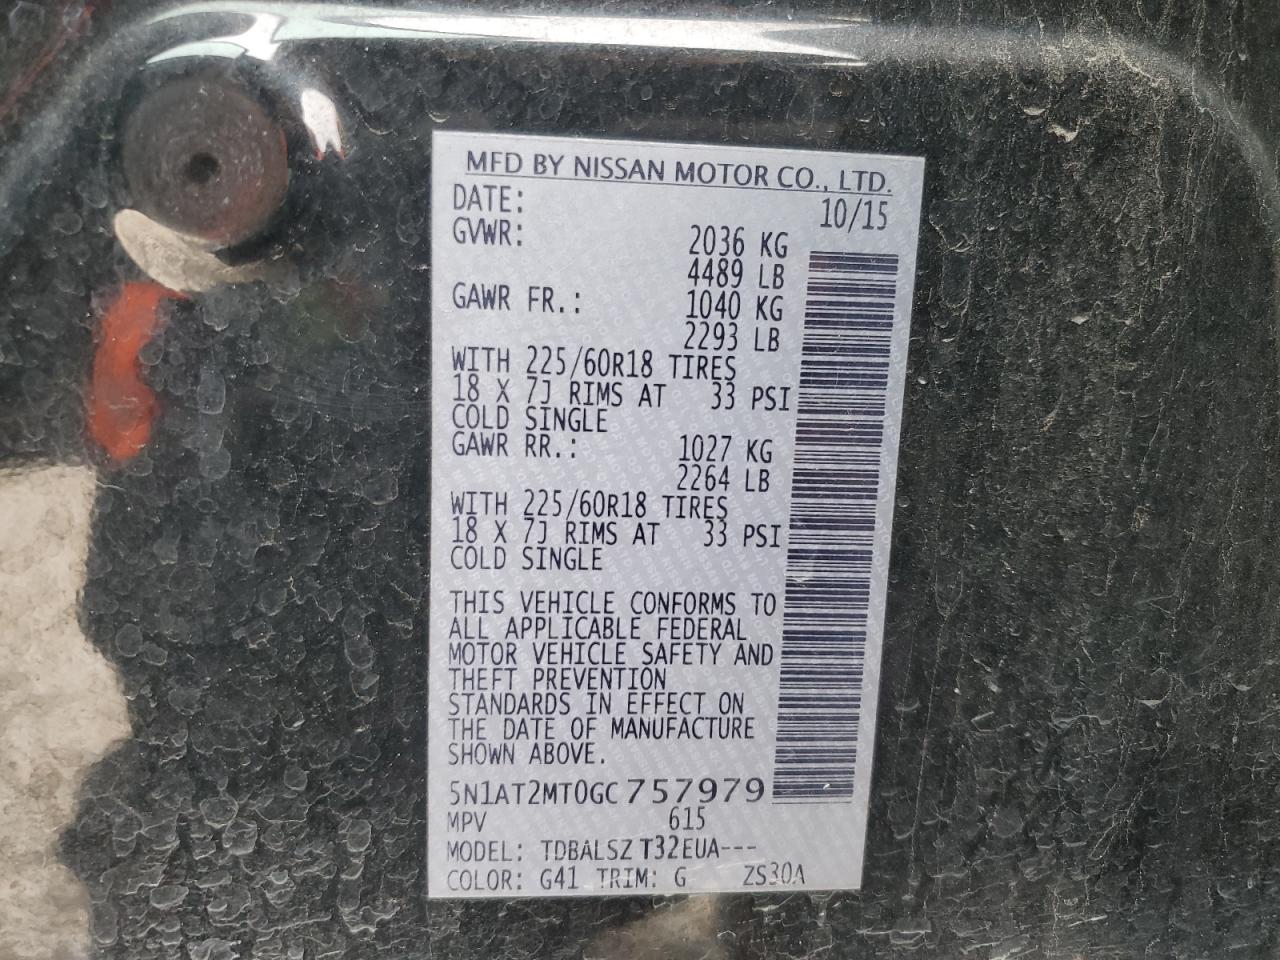 MFD BY NISSAN MOTOR CO., LTD.
DATE: 10/15
GVWR: 2036 KG
4489 LB
GAWR FR.: 1040 KG
2293 LB
WITH 225/60R18 TIRES
18 X 7J RIMS AT 33 PSI
COLD SINGLE
GAWR RR.: 1027 KG
2264 LB
WITH 225/60R18 TIRES
18 X 7J RIMS AT 33 PSI
COLD SINGLE
THIS VEHICLE CONFORMS TO
ALL APPLICABLE FEDERAL
MOTOR VEHICLE SAFETY AND
THEFT PREVENTION
STANDARDS IN EFFECT ON
THE DATE OF MANUFACTURE
SHOWN ABOVE.
5N1AT2MT0GC757979
MPV 615
MODEL: TDBALSZ T32EUA---
COLOR: G41 TRIM: G ZS30A